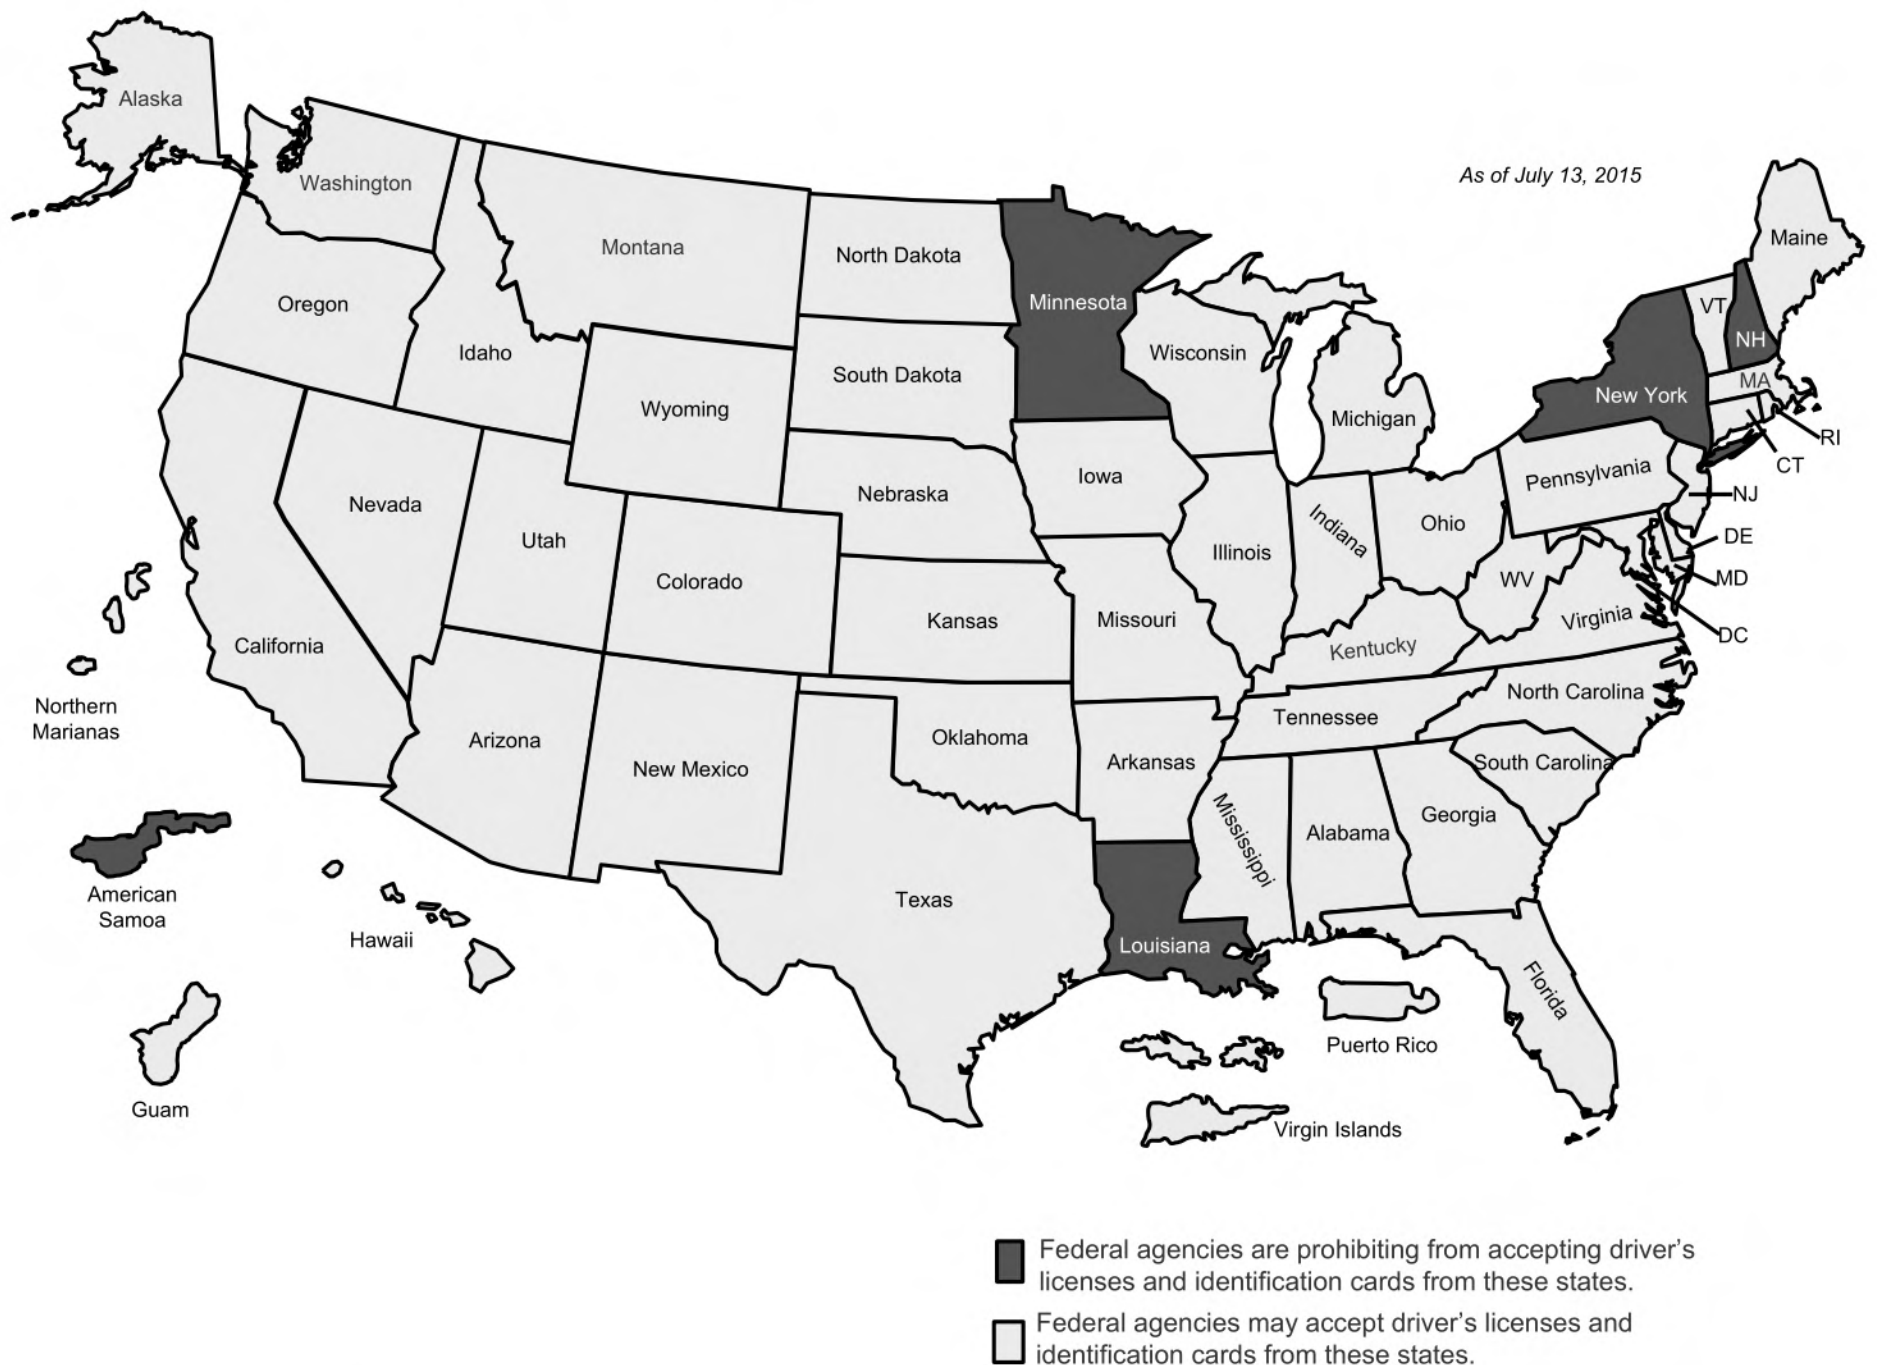 Alaska
As of July 13, 2015
Washington
Montana
North Dakota
Minnesota
Maine
VT
NH
Oregon
Idaho
South Dakota
Wisconsin
MA
New York
Wyoming
Michigan
RI
CT
Pennsylvania
NJ
Iowa
Nebraska
Nevada
Utah
Ohio
Indiana
Illinois
DE
Colorado
WV
MD
Kansas
Missouri
Virginia
DC
California
Kentucky
Northern
Marianas
North Carolina
Tennessee
Arizona
New Mexico
Oklahoma
Arkansas
South Carolina
Georgia
Mississippi
Alabama
American
Samoa
Texas
Hawaii
Louisiana
Florida
Puerto Rico
Guam
Virgin Islands
Federal agencies are prohibiting from accepting driver’s
licenses and identification cards from these states.
Federal agencies may accept driver’s licenses and
identification cards from these states.